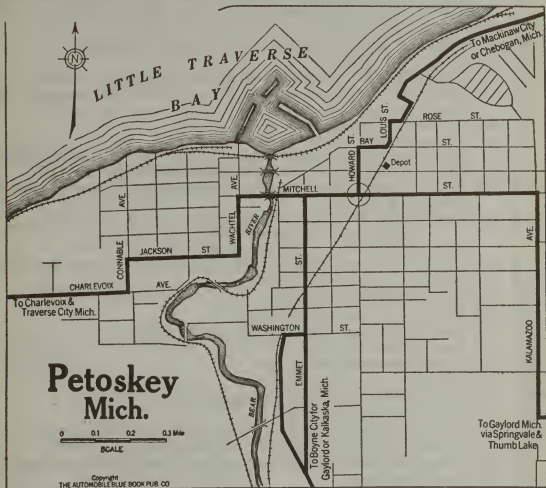 N
LITTLE TRAVERSE
BAY
To Mackinaw City
or Chebogan, Mich.
LOUIS ST.
ROSE ST.
BAY ST.
HOWARD ST.
Depot
MITCHELL ST.
CONNABLE AVE.
WACHTEL AVE.
JACKSON ST
RIVER
CHARLEVOIX AVE.
To Charlevoix &
Traverse City Mich.
WASHINGTON ST.
EMMET ST.
KALAMAZOO AVE.
BEAR
To Boyne City for
Gaylord or Kalkaska, Mich.
To Gaylord Mich.
via Springvale &
Thumb Lake
Petoskey
Mich.
0 0.1 0.2 0.3 Mile
SCALE
Copyright
THE AUTOMOBILE BLUE BOOK PUB. CO